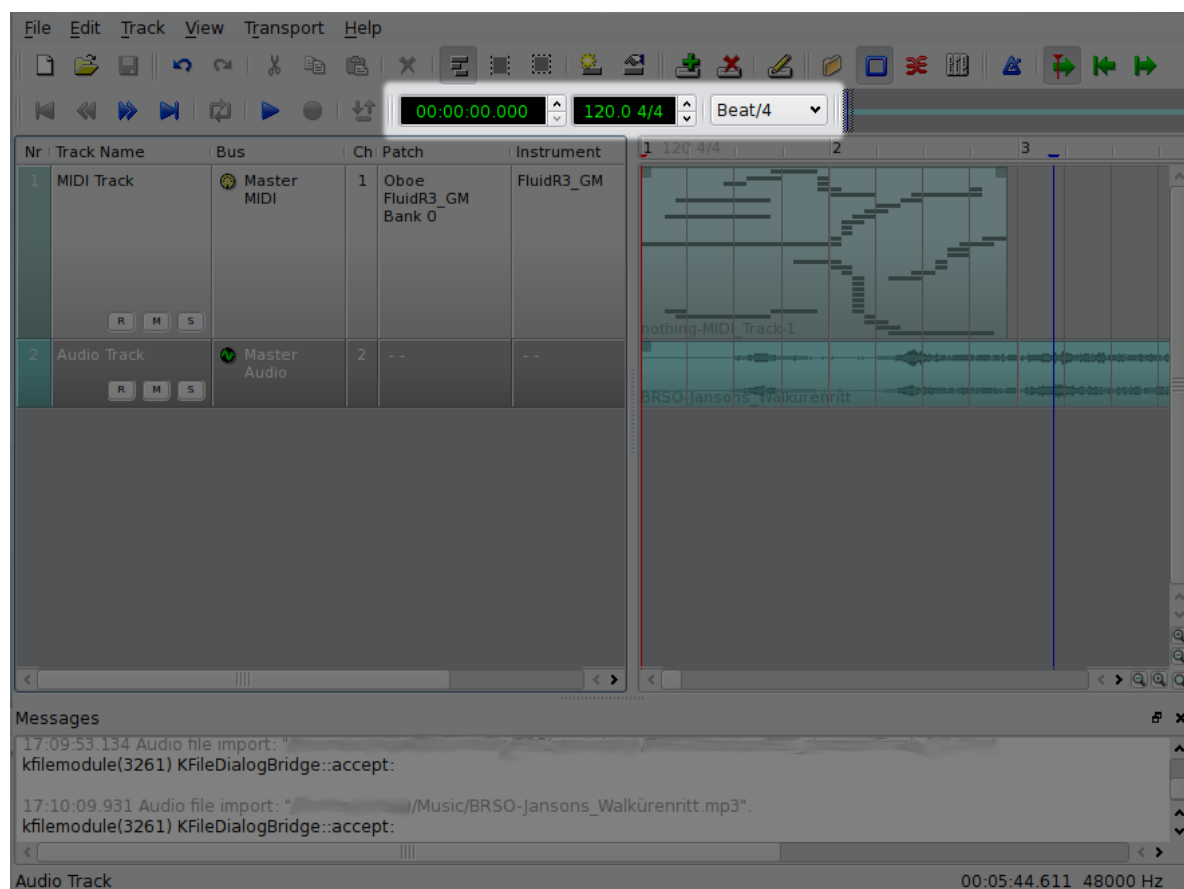 File Edit Track View Transport Help
00:00:00.000 120.0 4/4 Beat/4
Nr Track Name Bus Ch Patch Instrument
1 120 4/4 2 3
1 MIDI Track Master MIDI 1 Oboe FluidR3_GM Bank 0 FluidR3_GM
R M S
nothing-MIDI_Track-1
2 Audio Track Master Audio 2 - - - -
R M S
BRSO-Jansons_Walkürenritt
Messages
17:09:53.134 Audio file import: "
kfilemodule(3261) KFileDialogBridge::accept:
17:10:09.931 Audio file import: "/Music/BRSO-Jansons_Walkürenritt.mp3".
kfilemodule(3261) KFileDialogBridge::accept:
Audio Track 00:05:44.611 48000 Hz